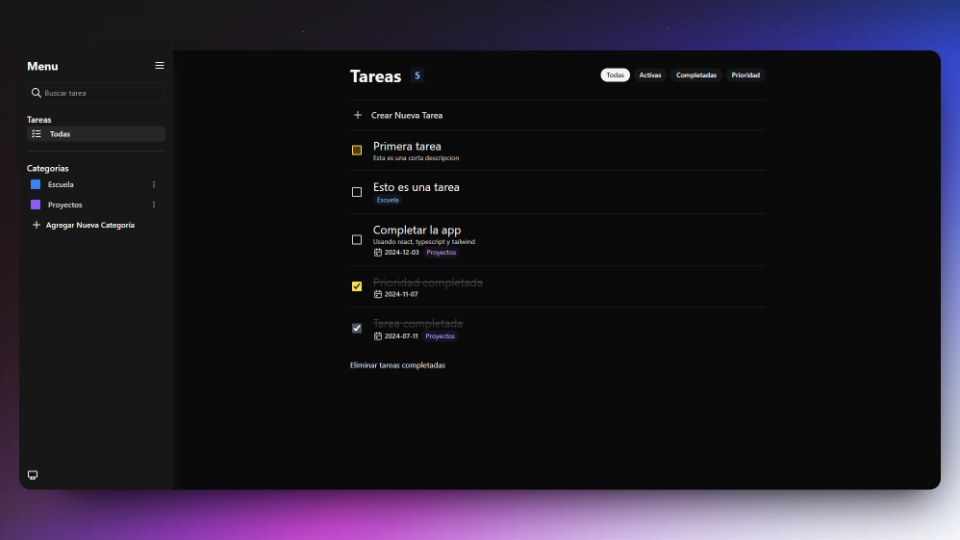 Menu
Buscar tarea
Tareas
Todas
Categorias
Escuela
Proyectos
Agregar Nueva Categoría
Tareas 5
Todas Activas Completadas Prioridad
Crear Nueva Tarea
Primera tarea
Esta es una corta descripcion
Esto es una tarea
Escuela
Completar la app
Usando react, typescript y tailwind
2024-12-03 Proyectos
Prioridad completada
2024-11-07
Tarea completada
2024-07-11 Proyectos
Eliminar tareas completadas